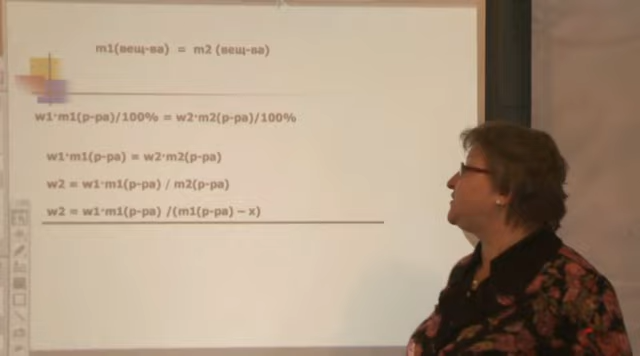 m1(вещ-ва) = m2 (вещ-ва)
w1·m1(р-ра)/100% = w2·m2(р-ра)/100%
w1·m1(р-ра) = w2·m2(р-ра)
w2 = w1·m1(р-ра) / m2(р-ра)
w2 = w1·m1(р-ра) /(m1(р-ра) – x)